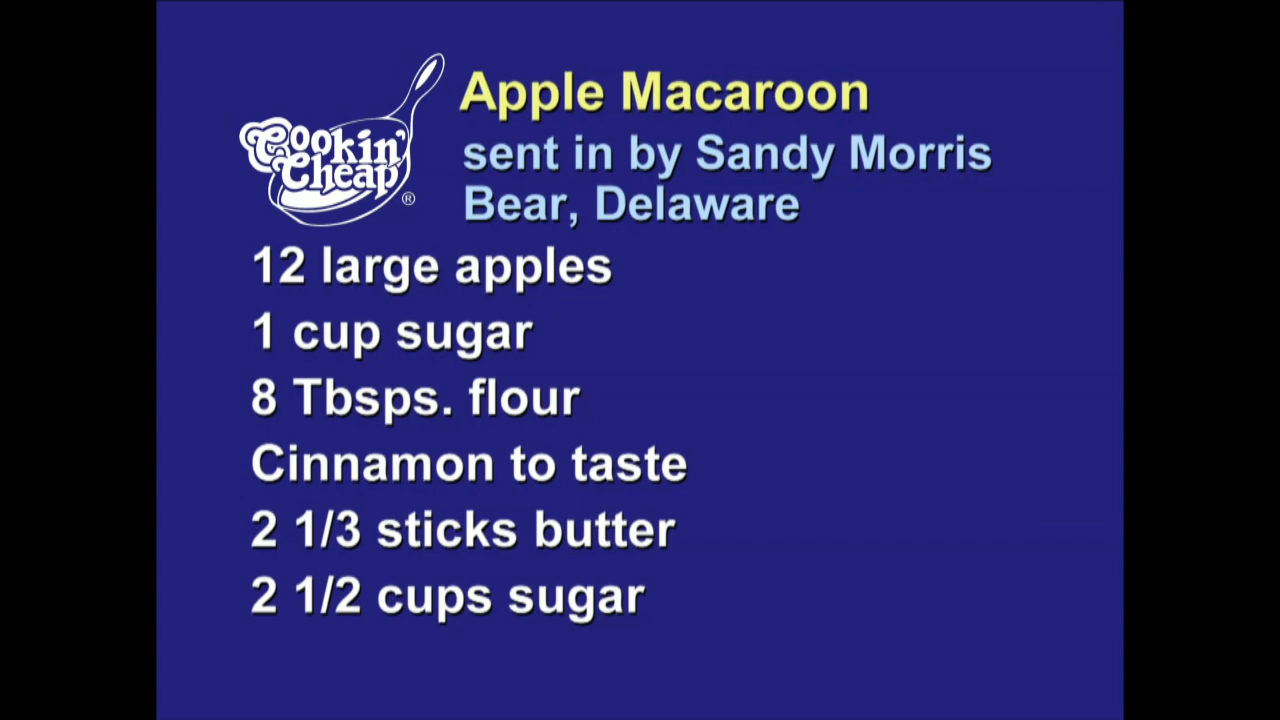 Cookin'
Cheap®
Apple Macaroon
sent in by Sandy Morris
Bear, Delaware
12 large apples
1 cup sugar
8 Tbsps. flour
Cinnamon to taste
2 1/3 sticks butter
2 1/2 cups sugar